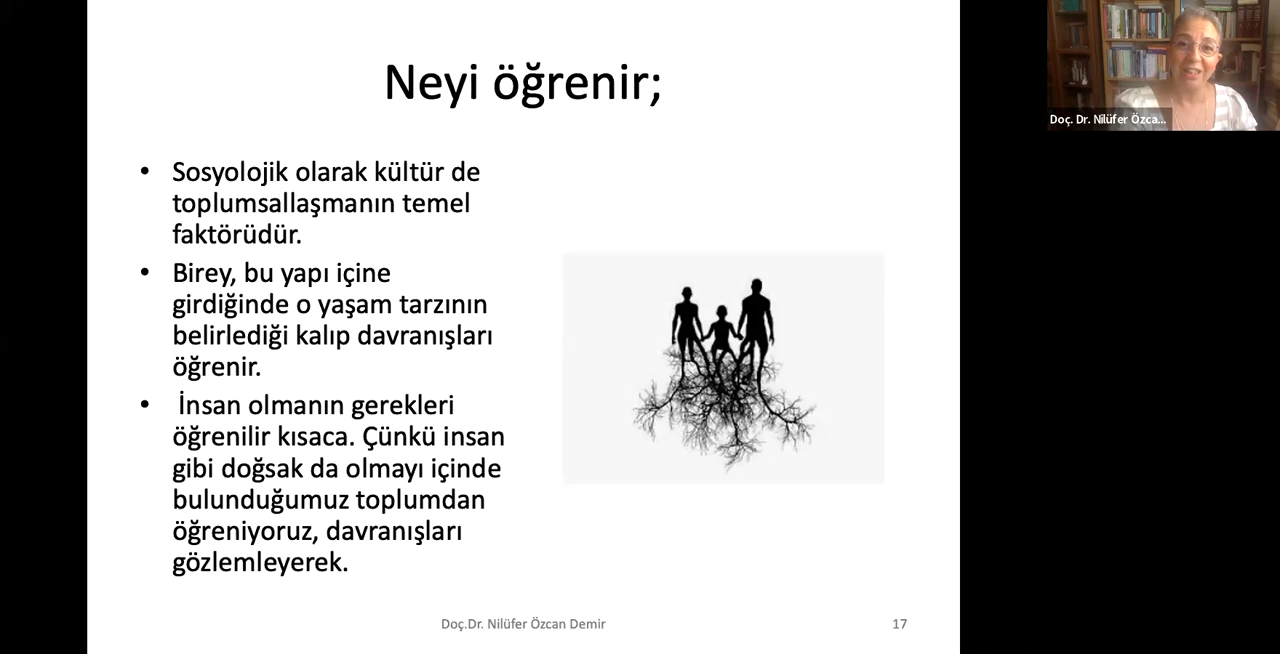 Neyi öğrenir;
• Sosyolojik olarak kültür de
toplumsallaşmanın temel
faktörüdür.
• Birey, bu yapı içine
girdiğinde o yaşam tarzının
belirlediği kalıp davranışları
öğrenir.
• İnsan olmanın gerekleri
öğrenilir kısaca. Çünkü insan
gibi doğsak da olmayı içinde
bulunduğumuz toplumdan
öğreniyoruz, davranışları
gözlemleyerek.
Doç.Dr. Nilüfer Özcan Demir
17
Doç. Dr. Nilüfer Özca...